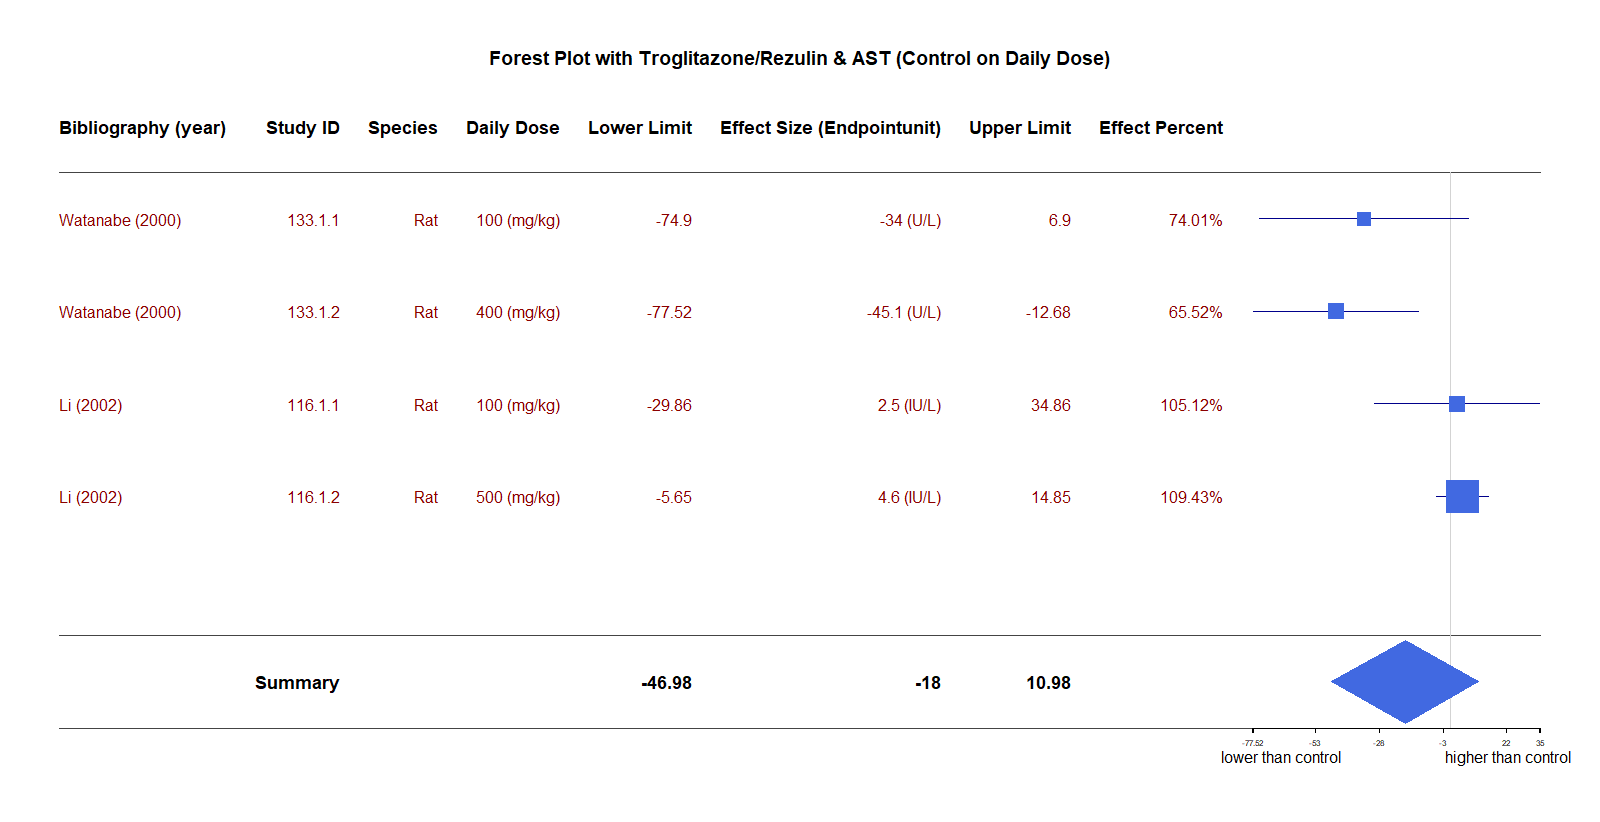 Forest Plot with Troglitazone/Rezulin & AST (Control on Daily Dose)
Bibliography (year) Study ID Species Daily Dose Lower Limit Effect Size (Endpointunit) Upper Limit Effect Percent
Watanabe (2000) 133.1.1 Rat 100 (mg/kg) -74.9 -34 (U/L) 6.9 74.01%
Watanabe (2000) 133.1.2 Rat 400 (mg/kg) -77.52 -45.1 (U/L) -12.68 65.52%
Li (2002) 116.1.1 Rat 100 (mg/kg) -29.86 2.5 (IU/L) 34.86 105.12%
Li (2002) 116.1.2 Rat 500 (mg/kg) -5.65 4.6 (IU/L) 14.85 109.43%
Summary -46.98 -18 10.98
-77.52 -53 -28 -3 22 35
lower than control higher than control